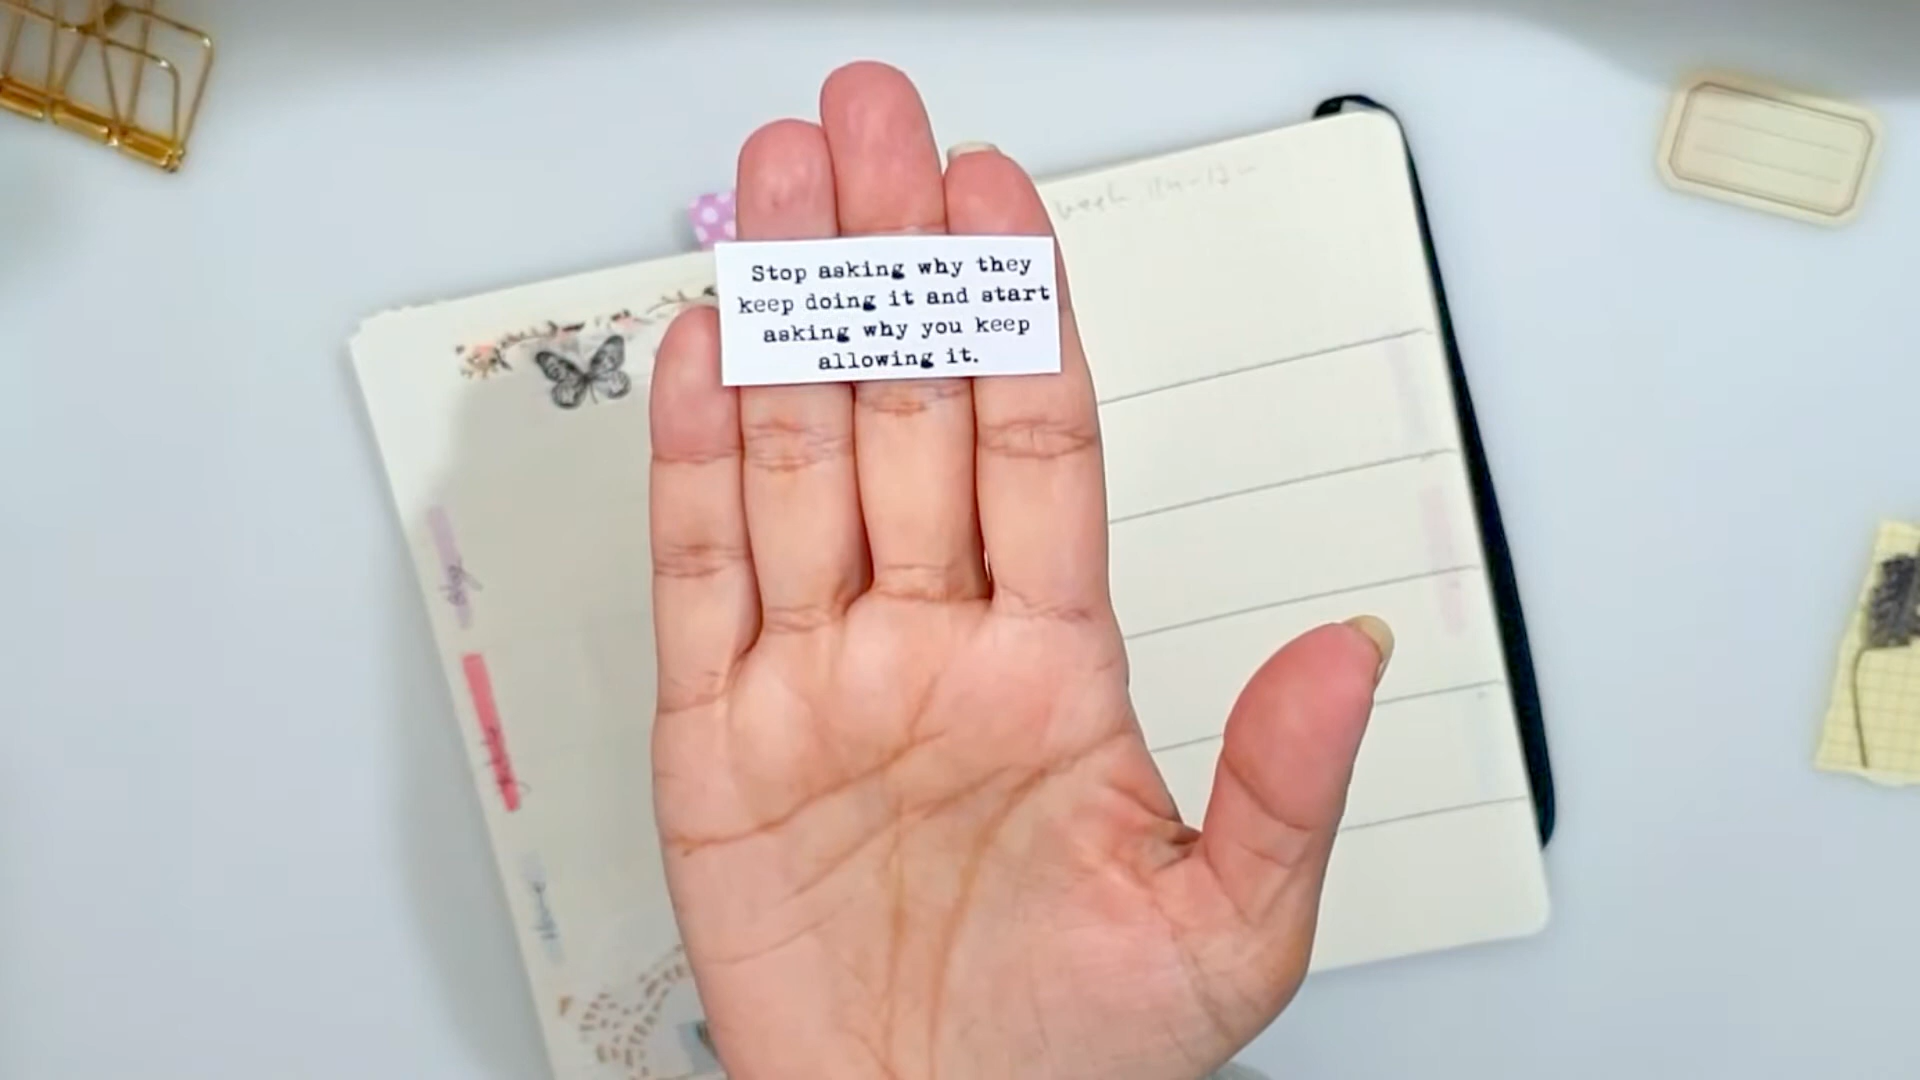 Stop asking why they
keep doing it and start
asking why you keep
allowing it.